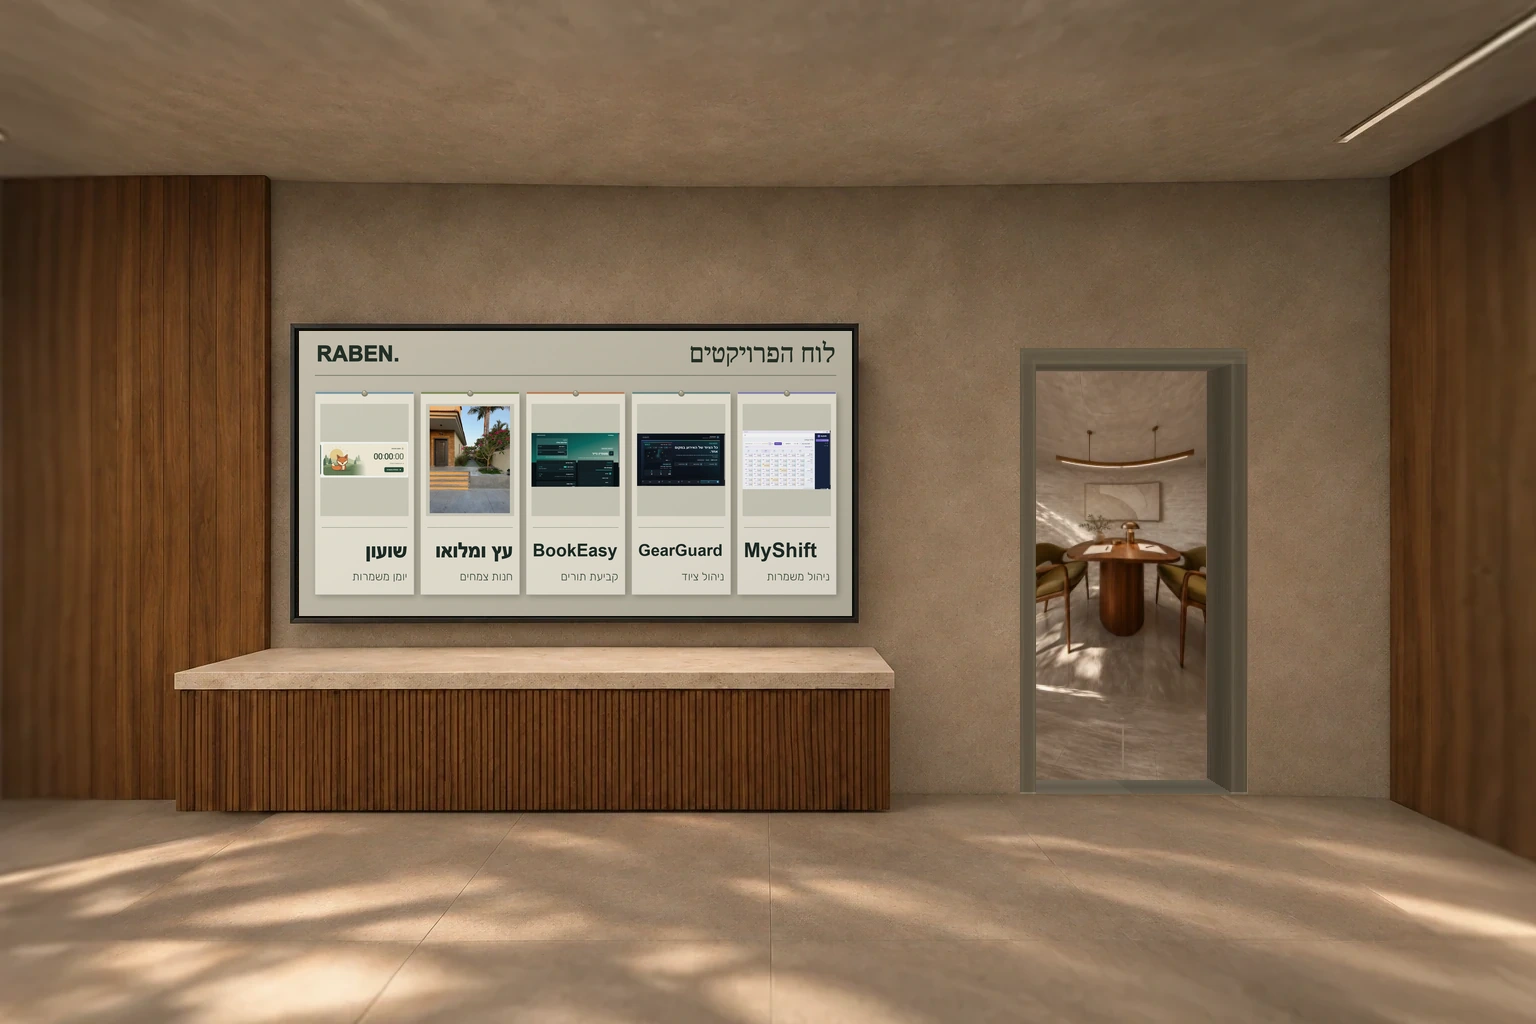 לוח הפרויקטים
RABEN.
MyShift
ניהול משמרות
GearGuard
ניהול ציוד
BookEasy
קביעת תורים
עץ ומלואו
חנות צמחים
שועון
יומן משמרות
00:00:00